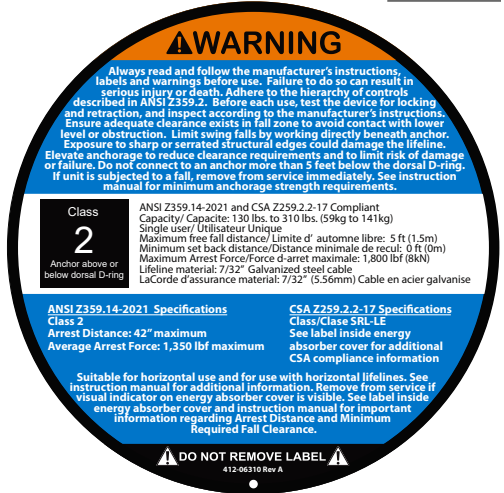 WARNING
Always read and follow the manufacturer's instructions,
labels and warnings before use. Failure to do so can result in
serious injury or death. Adhere to the hierarchy of controls
described in ANSI Z359.2. Before each use, test the device for locking
and retraction, and inspect according to the manufacturer's instructions.
Ensure adequate clearance exists in fall zone to avoid contact with lower
level or obstruction. Limit swing falls by working directly beneath anchor.
Exposure to sharp or serrated structural edges could damage the lifeline.
Elevate anchorage to reduce clearance requirements and to limit risk of damage
or failure. Do not connect to an anchor more than 5 feet below the dorsal D-ring.
If unit is subjected to a fall, remove from service immediately. See instruction
manual for minimum anchorage strength requirements.
Class
2
Anchor above or
below dorsal D-ring
ANSI Z359.14-2021 and CSA Z259.2.2-17 Compliant
Capacity/ Capacite: 130 lbs. to 310 lbs. (59kg to 141kg)
Single user/ Utilisateur Unique
Maximum free fall distance/ Limite d' automne libre: 5 ft (1.5m)
Minimum set back distance/Distance minimale de recul: 0 ft (0m)
Maximum Arrest Force/Force d-arret maximale: 1,800 lbf (8kN)
Lifeline material: 7/32" Galvanized steel cable
LaCorde d'assurance material: 7/32" (5.56mm) Cable en acier galvanise
ANSI Z359.14-2021 Specifications
Class 2
Arrest Distance: 42" maximum
Average Arrest Force: 1,350 lbf maximum
CSA Z259.2.2-17 Specifications
Class/Clase SRL-LE
See label inside energy
absorber cover for additional
CSA compliance information
Suitable for horizontal use and for use with horizontal lifelines. See
instruction manual for additional information. Remove from service if
visual indicator on energy absorber cover is visible. See label inside
energy absorber cover and instruction manual for important
information regarding Arrest Distance and Minimum
Required Fall Clearance.
DO NOT REMOVE LABEL
412-06310 Rev A